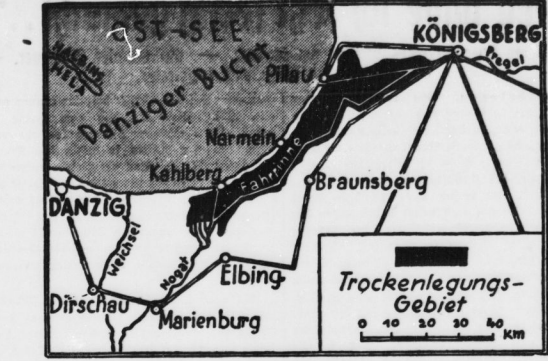 OST-SEE
HALBINS.
HELA
Danziger Bucht
KÖNIGSBERG
Pregel
Pillau
Narmeln
Kahlberg
Fahrrinne
Braunsberg
DANZIG
Weichsel
Nogat
Elbing
Dirschau
Marienburg
Trockenlegungs-
Gebiet
0 10 20 30 40
KM